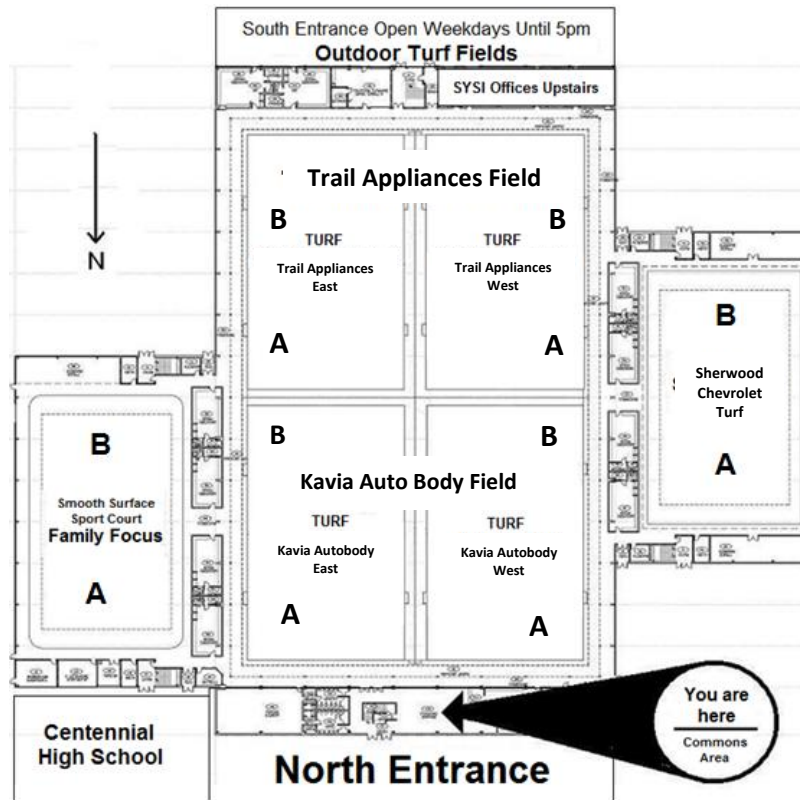 South Entrance Open Weekdays Until 5pm
Outdoor Turf Fields
SYSI Offices Upstairs
N
Trail Appliances Field
B
TURF
Trail Appliances
East
A
B
TURF
Trail Appliances
West
A
B
Sherwood
Chevrolet
Turf
A
B
Smooth Surface
Sport Court
Family Focus
A
B
B
Kavia Auto Body Field
TURF
Kavia Autobody
East
A
TURF
Kavia Autobody
West
A
Centennial
High School
North Entrance
You are
here
Commons
Area